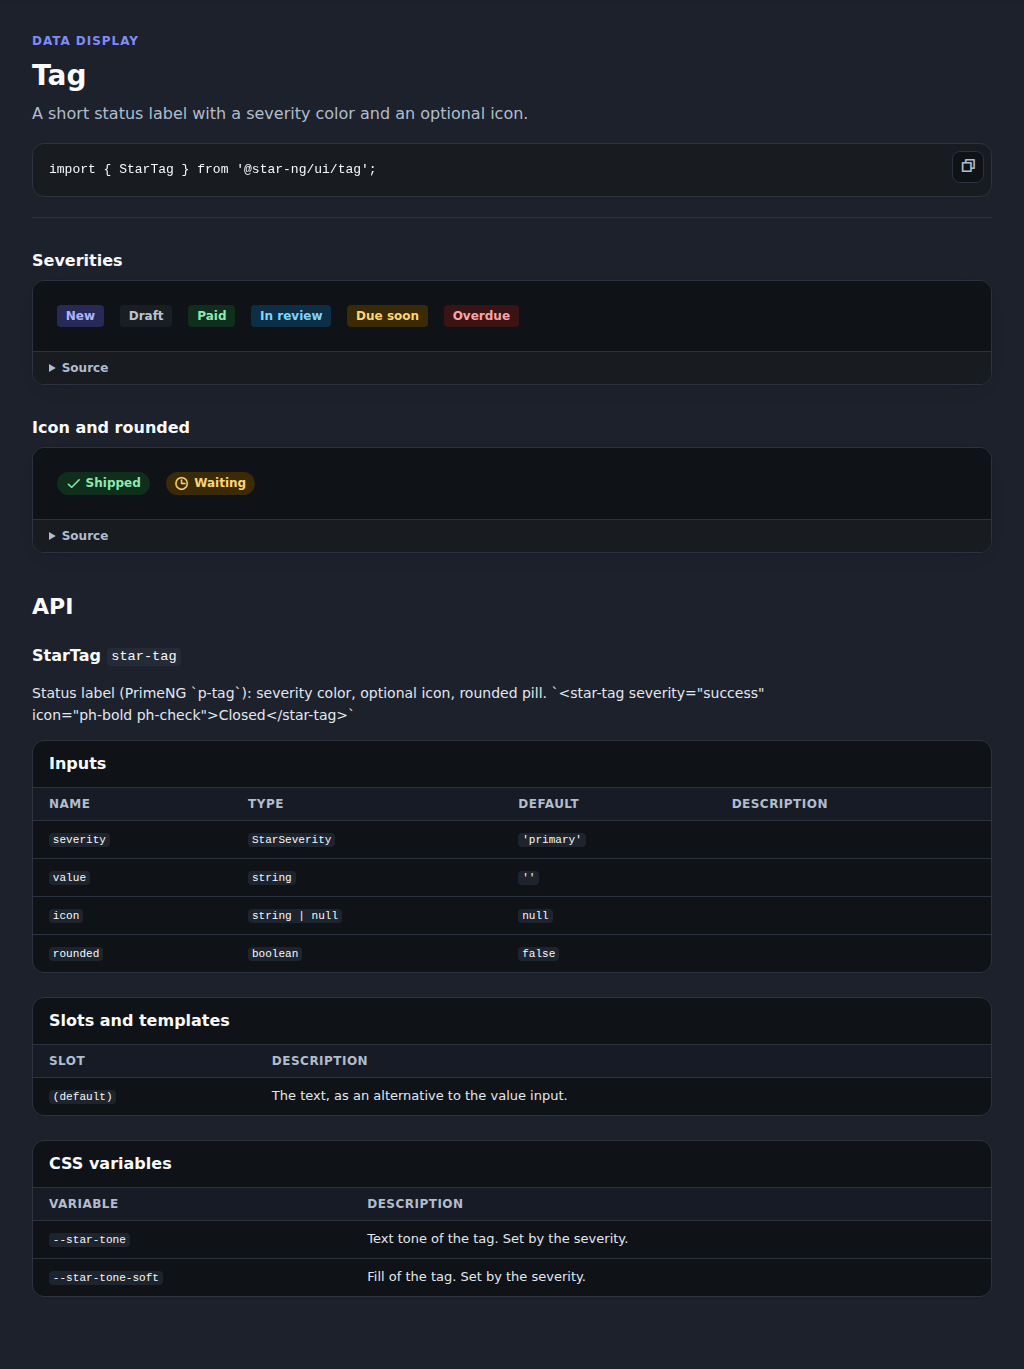 DATA DISPLAY
Tag
A short status label with a severity color and an optional icon.
import { StarTag } from '@star-ng/ui/tag';
Severities
New Draft Paid In review Due soon Overdue
Source
Icon and rounded
Shipped Waiting
Source
API
StarTag star-tag
Status label (PrimeNG `p-tag`): severity color, optional icon, rounded pill. `<star-tag severity="success"
icon="ph-bold ph-check">Closed</star-tag>`
Inputs
NAME TYPE DEFAULT DESCRIPTION
severity StarSeverity 'primary'
value string ''
icon string | null null
rounded boolean false
Slots and templates
SLOT DESCRIPTION
(default) The text, as an alternative to the value input.
CSS variables
VARIABLE DESCRIPTION
--star-tone Text tone of the tag. Set by the severity.
--star-tone-soft Fill of the tag. Set by the severity.